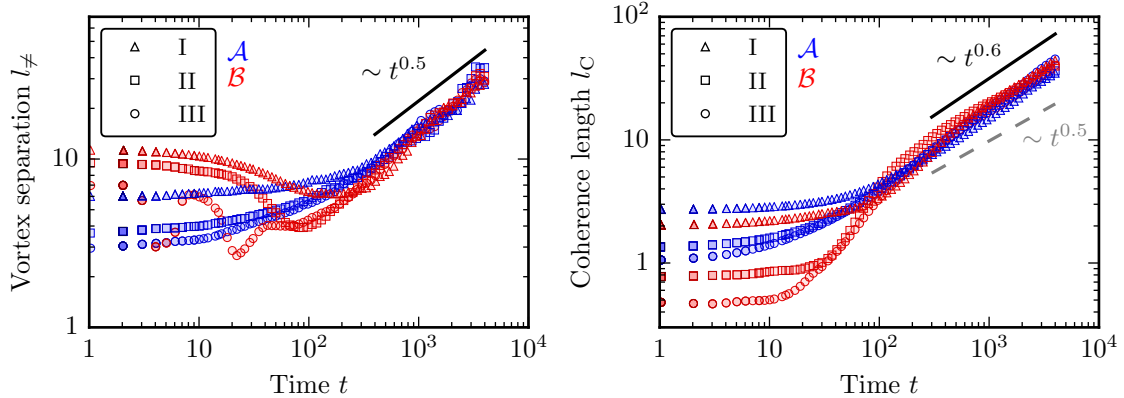 Vortex separation l≠
10
1
I
II
III
𝒜
ℬ
∼ t^0.5
1
10
10^2
10^3
10^4
Time t
Coherence length l_C
10^2
10
1
I
II
III
𝒜
ℬ
∼ t^0.6
∼ t^0.5
1
10
10^2
10^3
10^4
Time t